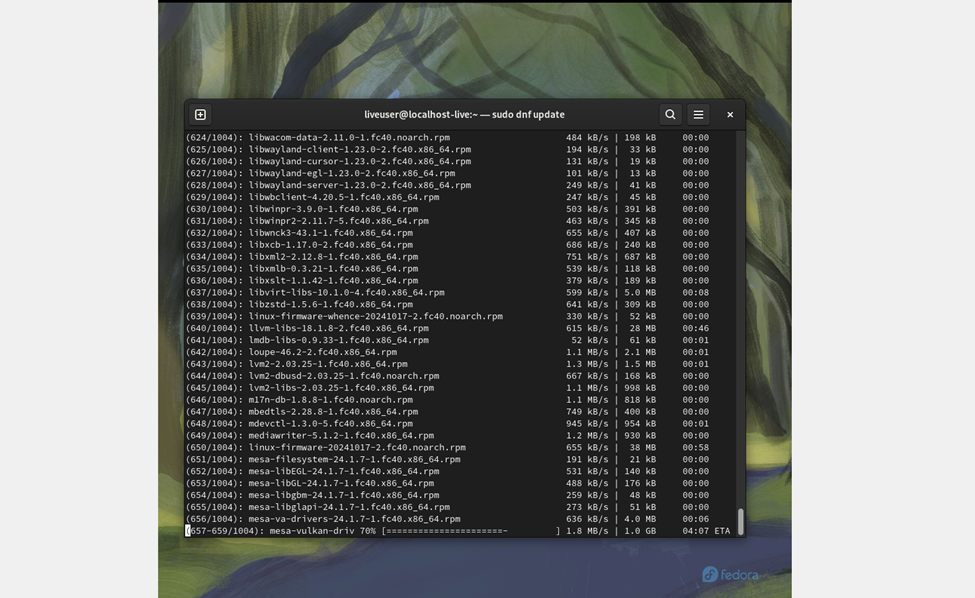 liveuser@localhost-live:~ — sudo dnf update
(624/1004): libwacom-data-2.11.0-1.fc40.noarch.rpm 484 kB/s | 198 kB 00:00
(625/1004): libwayland-client-1.23.0-2.fc40.x86_64.rpm 194 kB/s | 33 kB 00:00
(626/1004): libwayland-cursor-1.23.0-2.fc40.x86_64.rpm 131 kB/s | 19 kB 00:00
(627/1004): libwayland-egl-1.23.0-2.fc40.x86_64.rpm 101 kB/s | 13 kB 00:00
(628/1004): libwayland-server-1.23.0-2.fc40.x86_64.rpm 249 kB/s | 41 kB 00:00
(629/1004): libwbclient-4.20.5-1.fc40.x86_64.rpm 247 kB/s | 45 kB 00:00
(630/1004): libwinpr-3.9.0-1.fc40.x86_64.rpm 503 kB/s | 391 kB 00:00
(631/1004): libwinpr2-2.11.7-5.fc40.x86_64.rpm 463 kB/s | 345 kB 00:00
(632/1004): libwnck3-43.1-1.fc40.x86_64.rpm 655 kB/s | 407 kB 00:00
(633/1004): libxcb-1.17.0-2.fc40.x86_64.rpm 686 kB/s | 240 kB 00:00
(634/1004): libxml2-2.12.8-1.fc40.x86_64.rpm 751 kB/s | 687 kB 00:00
(635/1004): libxmlb-0.3.21-1.fc40.x86_64.rpm 539 kB/s | 118 kB 00:00
(636/1004): libxslt-1.1.42-1.fc40.x86_64.rpm 379 kB/s | 189 kB 00:00
(637/1004): libvirt-libs-10.1.0-4.fc40.x86_64.rpm 599 kB/s | 5.0 MB 00:08
(638/1004): libzstd-1.5.6-1.fc40.x86_64.rpm 641 kB/s | 309 kB 00:00
(639/1004): linux-firmware-whence-20241017-2.fc40.noarch.rpm 330 kB/s | 52 kB 00:00
(640/1004): llvm-libs-18.1.8-2.fc40.x86_64.rpm 615 kB/s | 28 MB 00:46
(641/1004): lmdb-libs-0.9.33-1.fc40.x86_64.rpm 52 kB/s | 61 kB 00:01
(642/1004): loupe-46.2-2.fc40.x86_64.rpm 1.1 MB/s | 2.1 MB 00:01
(643/1004): lvm2-2.03.25-1.fc40.x86_64.rpm 1.3 MB/s | 1.5 MB 00:01
(644/1004): lvm2-dbusd-2.03.25-1.fc40.noarch.rpm 667 kB/s | 168 kB 00:00
(645/1004): lvm2-libs-2.03.25-1.fc40.x86_64.rpm 1.1 MB/s | 998 kB 00:00
(646/1004): m17n-db-1.8.8-1.fc40.noarch.rpm 1.1 MB/s | 818 kB 00:00
(647/1004): mbedtls-2.28.8-1.fc40.x86_64.rpm 749 kB/s | 400 kB 00:00
(648/1004): mdevctl-1.3.0-5.fc40.x86_64.rpm 945 kB/s | 954 kB 00:01
(649/1004): mediawriter-5.1.2-1.fc40.x86_64.rpm 1.2 MB/s | 930 kB 00:00
(650/1004): linux-firmware-20241017-2.fc40.noarch.rpm 655 kB/s | 38 MB 00:58
(651/1004): mesa-filesystem-24.1.7-1.fc40.x86_64.rpm 191 kB/s | 21 kB 00:00
(652/1004): mesa-libEGL-24.1.7-1.fc40.x86_64.rpm 531 kB/s | 140 kB 00:00
(653/1004): mesa-libGL-24.1.7-1.fc40.x86_64.rpm 488 kB/s | 176 kB 00:00
(654/1004): mesa-libgbm-24.1.7-1.fc40.x86_64.rpm 259 kB/s | 48 kB 00:00
(655/1004): mesa-libglapi-24.1.7-1.fc40.x86_64.rpm 273 kB/s | 51 kB 00:00
(656/1004): mesa-va-drivers-24.1.7-1.fc40.x86_64.rpm 636 kB/s | 4.0 MB 00:06
(657-659/1004): mesa-vulkan-driv 70% [======================- ] 1.8 MB/s | 1.0 GB 04:07 ETA
fedora